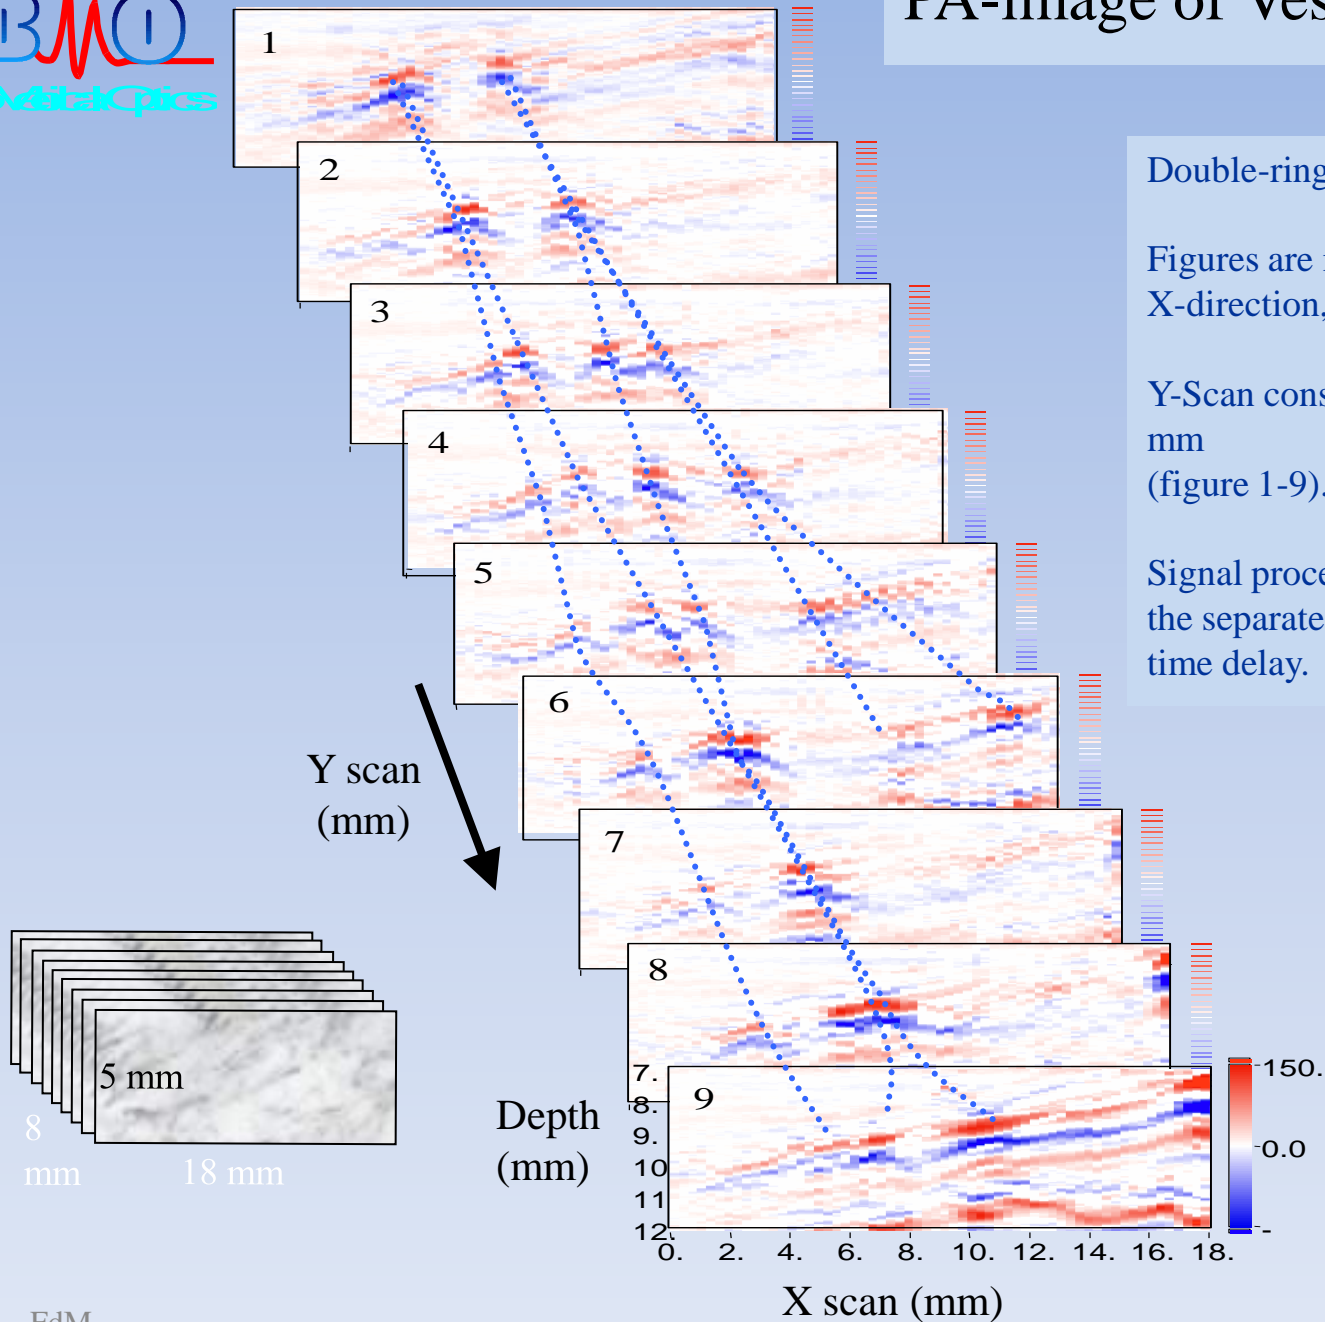 PA-image of Ves
BMO
Optics
1
2
3
4
5
6
7
8
9
Double-ring
Figures are
X-direction,
Y-Scan cons
mm
(figure 1-9).
Signal proce
the separate
time delay.
Y scan
(mm)
5 mm
8
mm
18 mm
Depth
(mm)
7.
8.
9.
10
11
12.
0. 2. 4. 6. 8. 10. 12. 14. 16. 18.
X scan (mm)
150.
0.0
-
EdM